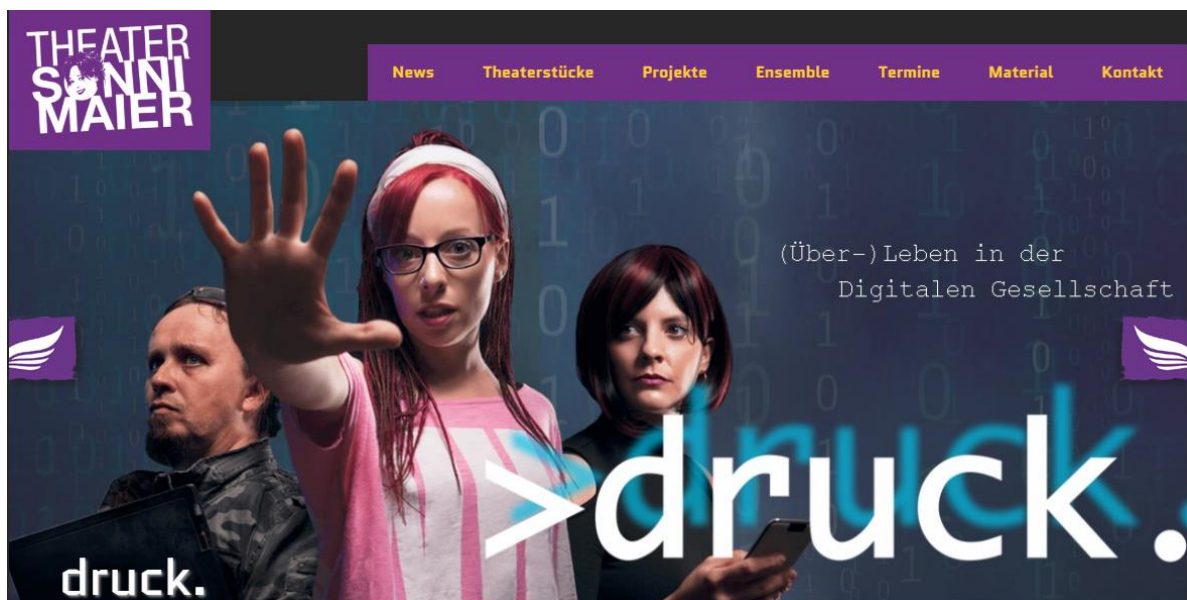 THEATER
SONNI
MAIER
News Theaterstücke Projekte Ensemble Termine Material Kontakt
(Über-)Leben in der
Digitalen Gesellschaft
>druck.
druck.